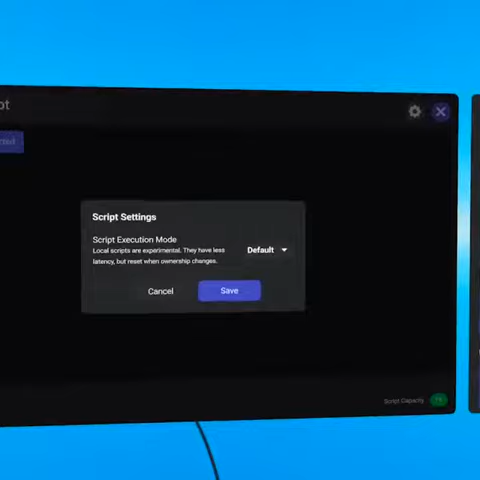 Script Settings
Script Execution Mode
Local scripts are experimental. They have less
latency, but reset when ownership changes.
Default
Cancel
Save
Script Capacity